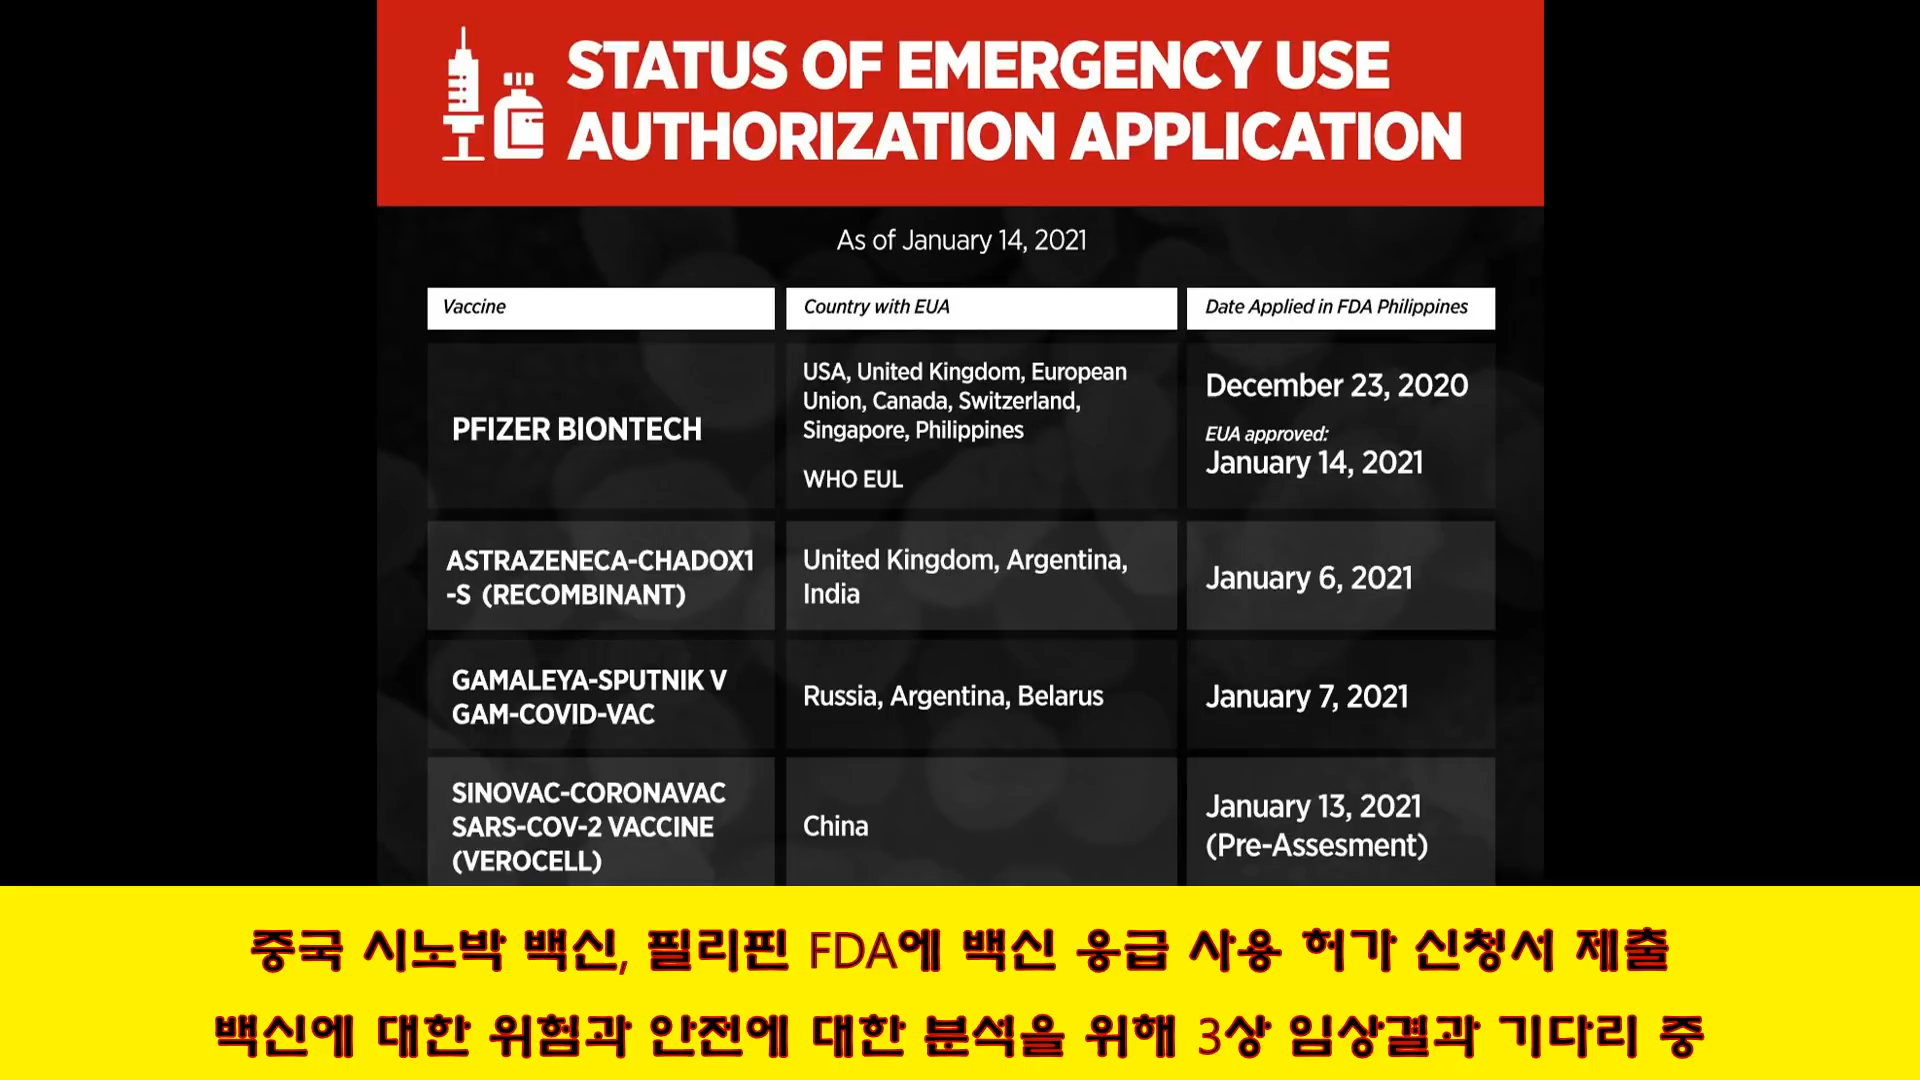 STATUS OF EMERGENCY USE
AUTHORIZATION APPLICATION
As of January 14, 2021
Vaccine
Country with EUA
Date Applied in FDA Philippines
PFIZER BIONTECH
USA, United Kingdom, European
Union, Canada, Switzerland,
Singapore, Philippines
WHO EUL
December 23, 2020
EUA approved:
January 14, 2021
ASTRAZENECA-CHADOX1
-S (RECOMBINANT)
United Kingdom, Argentina,
India
January 6, 2021
GAMALEYA-SPUTNIK V
GAM-COVID-VAC
Russia, Argentina, Belarus
January 7, 2021
SINOVAC-CORONAVAC
SARS-COV-2 VACCINE
(VEROCELL)
China
January 13, 2021
(Pre-Assesment)
중국 시노박 백신, 필리핀 FDA에 백신 응급 사용 허가 신청서 제출
백신에 대한 위험과 안전에 대한 분석을 위해 3상 임상결과 기다리 중